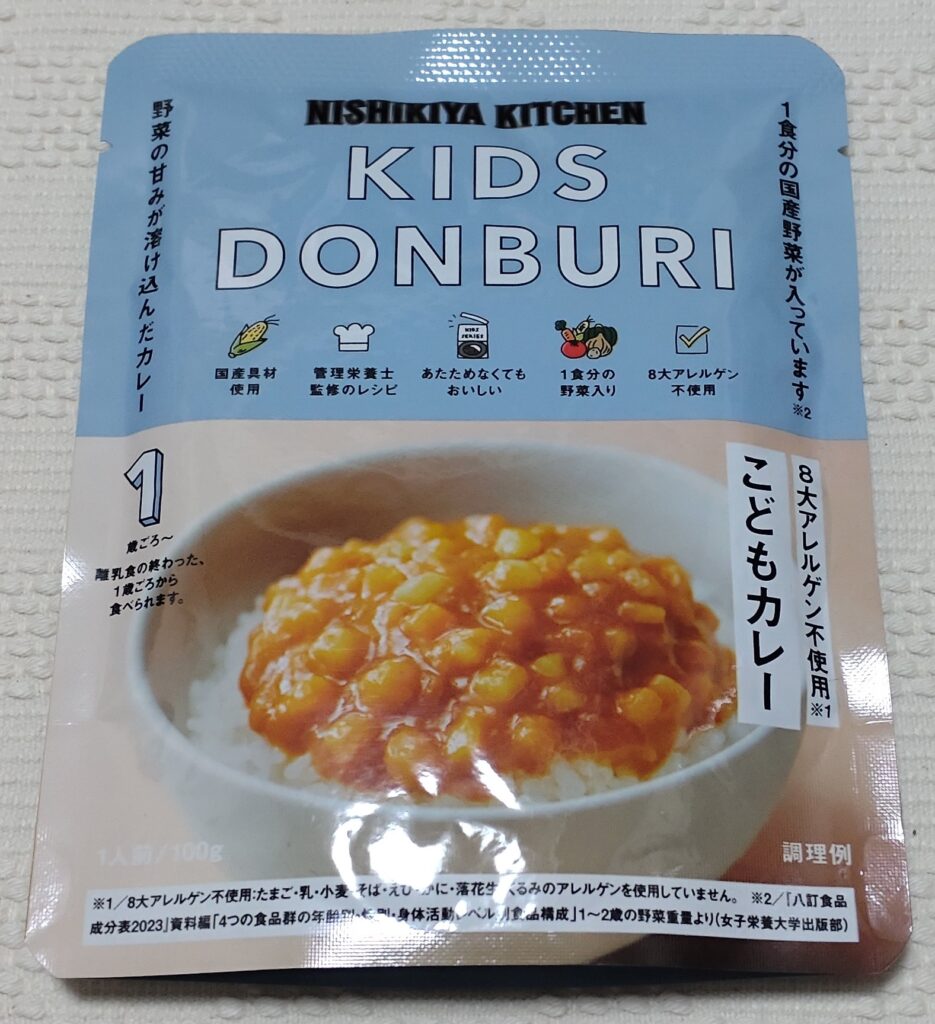 NISHIKIYA KITCHEN
KIDS
DONBURI
野菜の甘みが溶け込んだカレー
1食分の国産野菜が入っています※2
国産具材
使用
管理栄養士
監修のレシピ
KIDS
SERIES
あたためなくても
おいしい
1食分の
野菜入り
8大アレルゲン
不使用
1
歳ごろ〜
離乳食の終わった、
1歳ごろから
食べられます。
8大アレルゲン不使用※1
こどもカレー
1人前/100g
調理例
※1/8大アレルゲン不使用:たまご・乳・小麦・そば・えび・かに・落花生・くるみのアレルゲンを使用していません。 ※2/「八訂食品
成分表2023」資料編「4つの食品群の年齢別・性別・身体活動レベル別食品構成」1〜2歳の野菜重量より(女子栄養大学出版部)